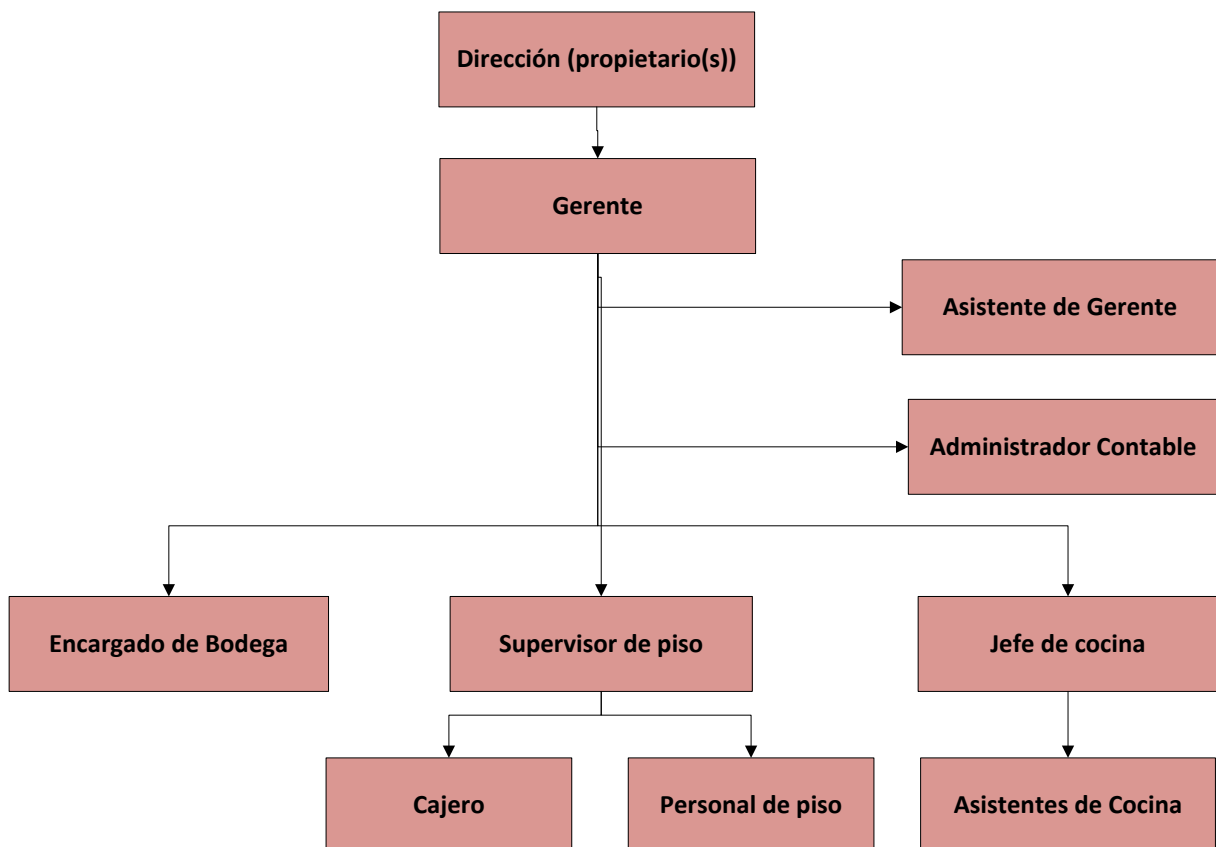 Dirección (propietario(s))
Gerente
Asistente de Gerente
Administrador Contable
Encargado de Bodega
Supervisor de piso
Jefe de cocina
Cajero
Personal de piso
Asistentes de Cocina